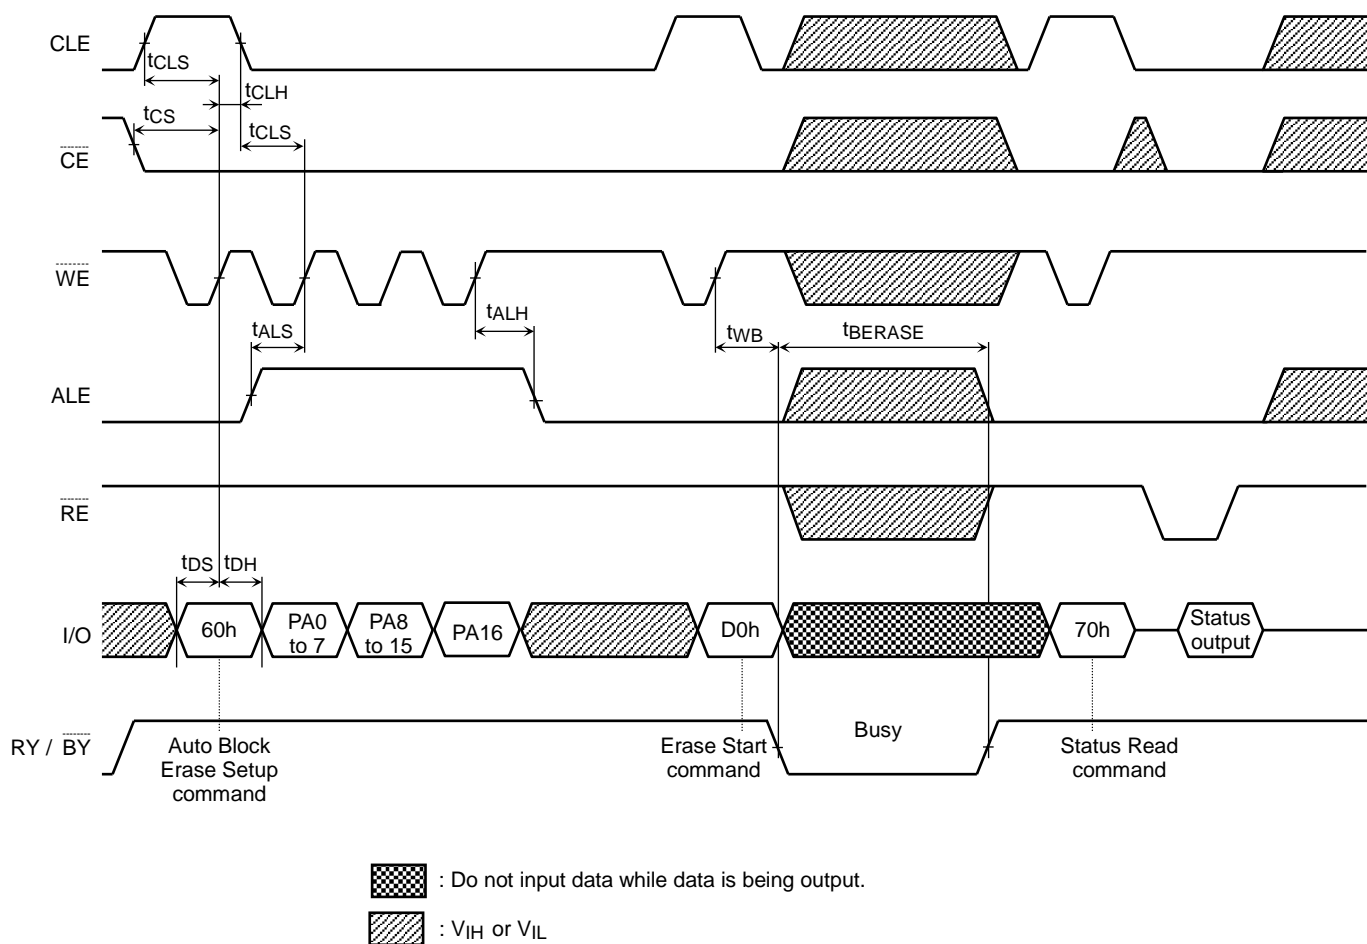 CLE
tCLS
tCLH
tCS
tCLS
CE
WE
tALS
tALH
tWB
tBERASE
ALE
RE
tDS
tDH
I/O
60h
PA0
to 7
PA8
to 15
PA16
D0h
70h
Status
output
RY / BY
Busy
Auto Block
Erase Setup
command
Erase Start
command
Status Read
command
: Do not input data while data is being output.
: VIH or VIL